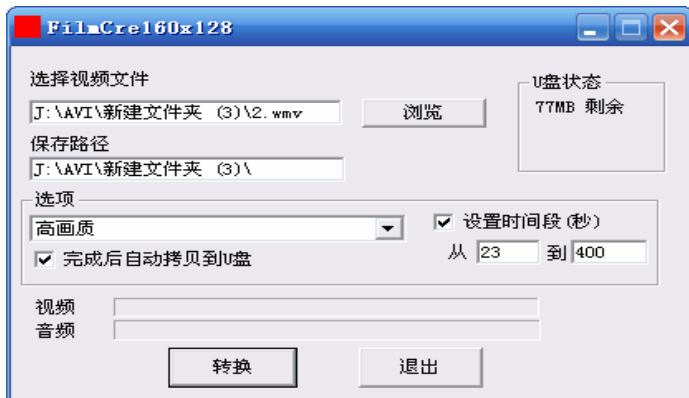 FilmCre160x128
选择视频文件
J:\AVI\新建文件夹 (3)\2.wmv
浏览
U盘状态
77MB 剩余
保存路径
J:\AVI\新建文件夹 (3)\
选项
高画质
设置时间段(秒)
完成后自动拷贝到U盘
从 23 到 400
视频
音频
转换 退出